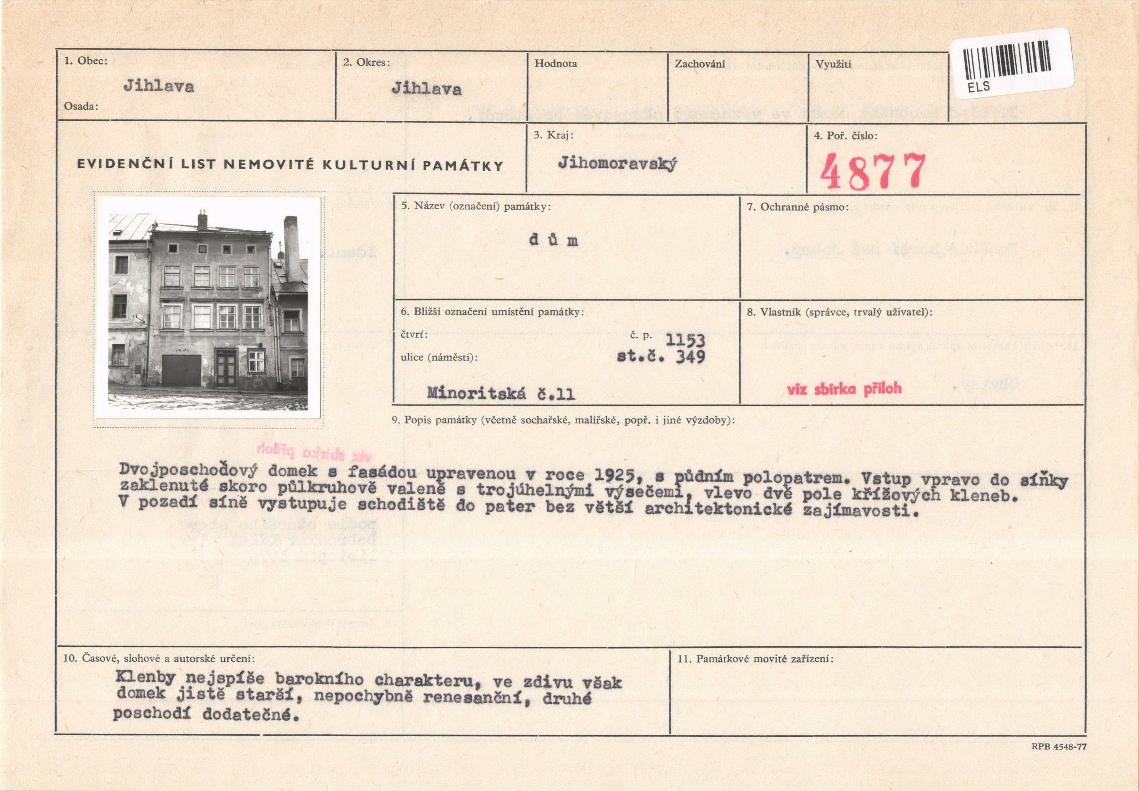 1. Obec:
Jihlava
Osada:
2. Okres:
Jihlava
Hodnota
Zachování
Využití
ELS
EVIDENČNÍ LIST NEMOVITÉ KULTURNÍ PAMÁTKY
3. Kraj:
Jihomoravský
4. Poř. číslo:
4877
5. Název (označení) památky:
dům
7. Ochranné pásmo:
6. Bližší označení umístění památky:
čtvrť:
č. p. 1153
ulice (náměstí):
st.č. 349
Minoritská č.11
8. Vlastník (správce, trvalý uživatel):
viz sbírka příloh
9. Popis památky (včetně sochařské, malířské, popř. i jiné výzdoby):
viz sbírka příloh
Dvojposchoďový domek s fasádou upravenou v roce 1925, s půdním polopatrem. Vstup vpravo do síňky
zaklenuté skoro půlkruhově valeně s trojúhelnými výsečemi, vlevo dvě pole křížových kleneb.
V pozadí síně vystupuje schodiště do pater bez větší architektonické zajímavosti.
10. Časové, slohové a autorské určení:
Klenby nejspíše barokního charakteru, ve zdivu však
domek jistě starší, nepochybně renesanční, druhé
poschodí dodatečné.
11. Památkové movité zařízení:
RPB 4548-77